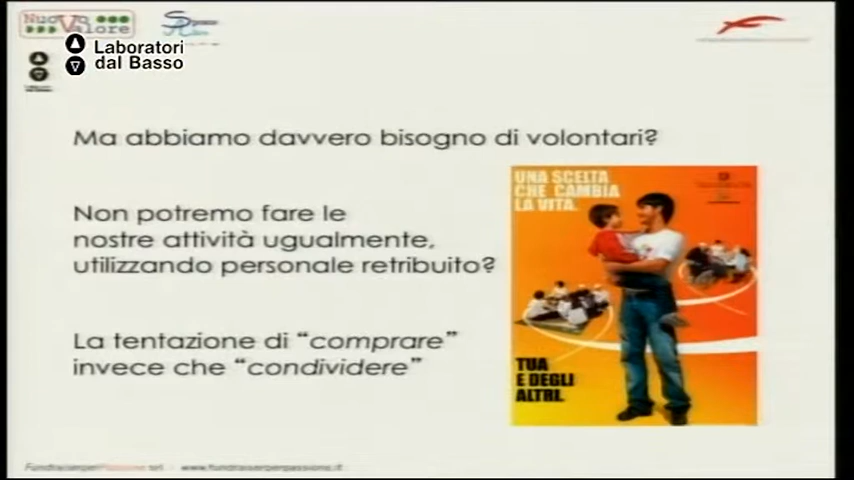 Nuovo
Valore
Laboratori
dal Basso
Ma abbiamo davvero bisogno di volontari?
Non potremo fare le
nostre attività ugualmente,
utilizzando personale retribuito?
La tentazione di “comprare”
invece che “condividere”
UNA SCELTA
CHE CAMBIA
LA VITA.
TUA
E DEGLI
ALTRI.
FundraiserperPassione srl - www.fundraiserperpassione.it